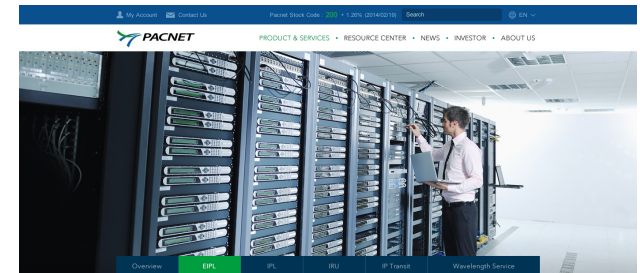 My Account Contact Us Pacnet Stock Code : 200 + 1.26% (2014/02/19) Search EN
PACNET PRODUCT & SERVICES • RESOURCE CENTER • NEWS • INVESTOR • ABOUT US
Overview EIPL IPL IRU IP Transit Wavelength Service